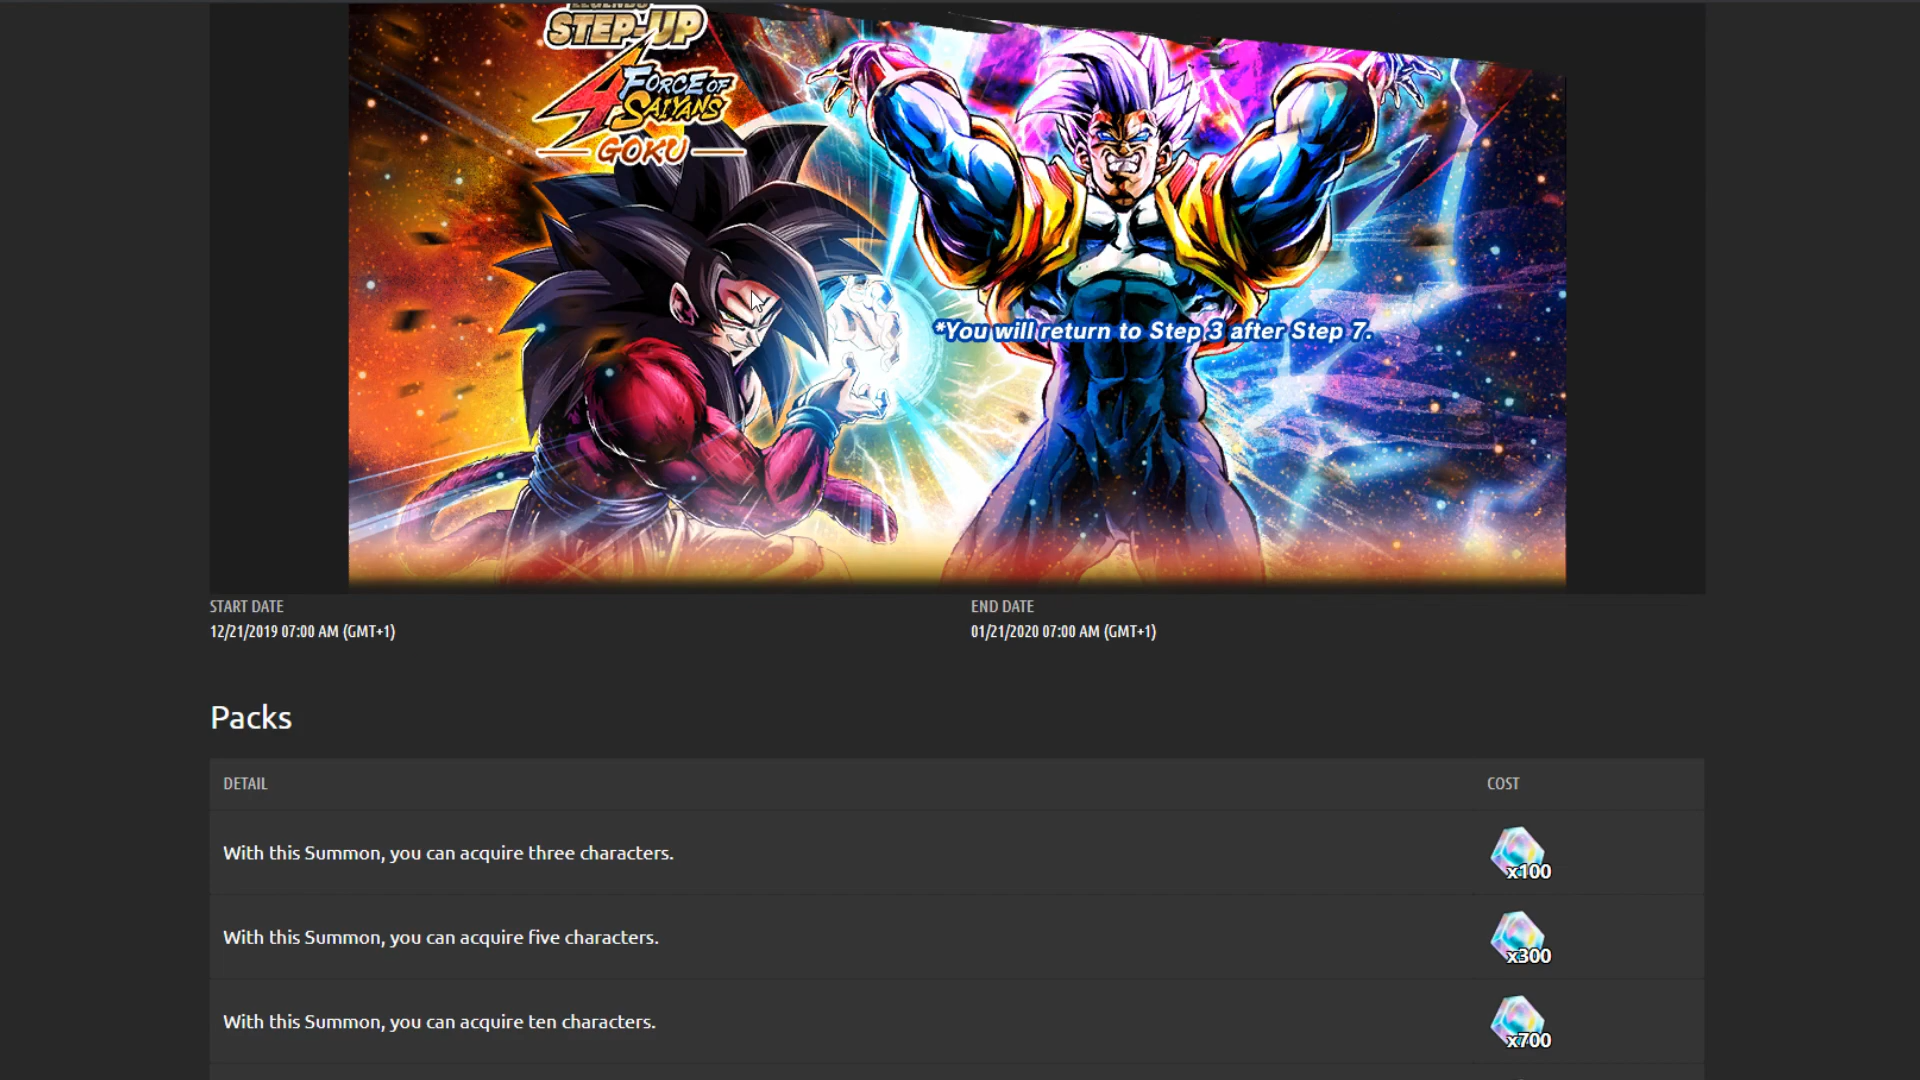 LEGENDS
STEP-UP
4 FORCE OF
SAIYANS
GOKU
*You will return to Step 3 after Step 7.
START DATE
12/21/2019 07:00 AM (GMT+1)
END DATE
01/21/2020 07:00 AM (GMT+1)
Packs
DETAIL
COST
With this Summon, you can acquire three characters.
x100
With this Summon, you can acquire five characters.
x300
With this Summon, you can acquire ten characters.
x700